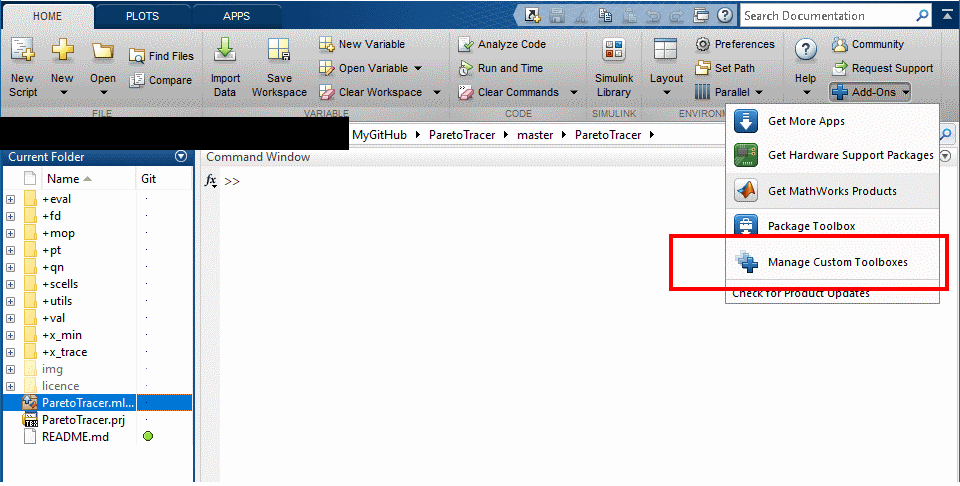 HOME PLOTS APPS Search Documentation
New Script
New
Open
Find Files
Compare
Import Data
Save Workspace
New Variable
Open Variable
Clear Workspace
Analyze Code
Run and Time
Clear Commands
Simulink Library
Layout
Preferences
Set Path
Parallel
Help
Community
Request Support
Add-Ons
FILE VARIABLE CODE SIMULINK ENVIRON
Get More Apps
Get Hardware Support Packages
Get MathWorks Products
Package Toolbox
Manage Custom Toolboxes
Check for Product Updates
MyGitHub ParetoTracer master ParetoTracer
Current Folder
Name Git
+eval
+fd
+mop
+pt
+qn
+scells
+utils
+val
+x_min
+x_trace
img
licence
ParetoTracer.ml...
ParetoTracer.prj
README.md
Command Window
fx >>